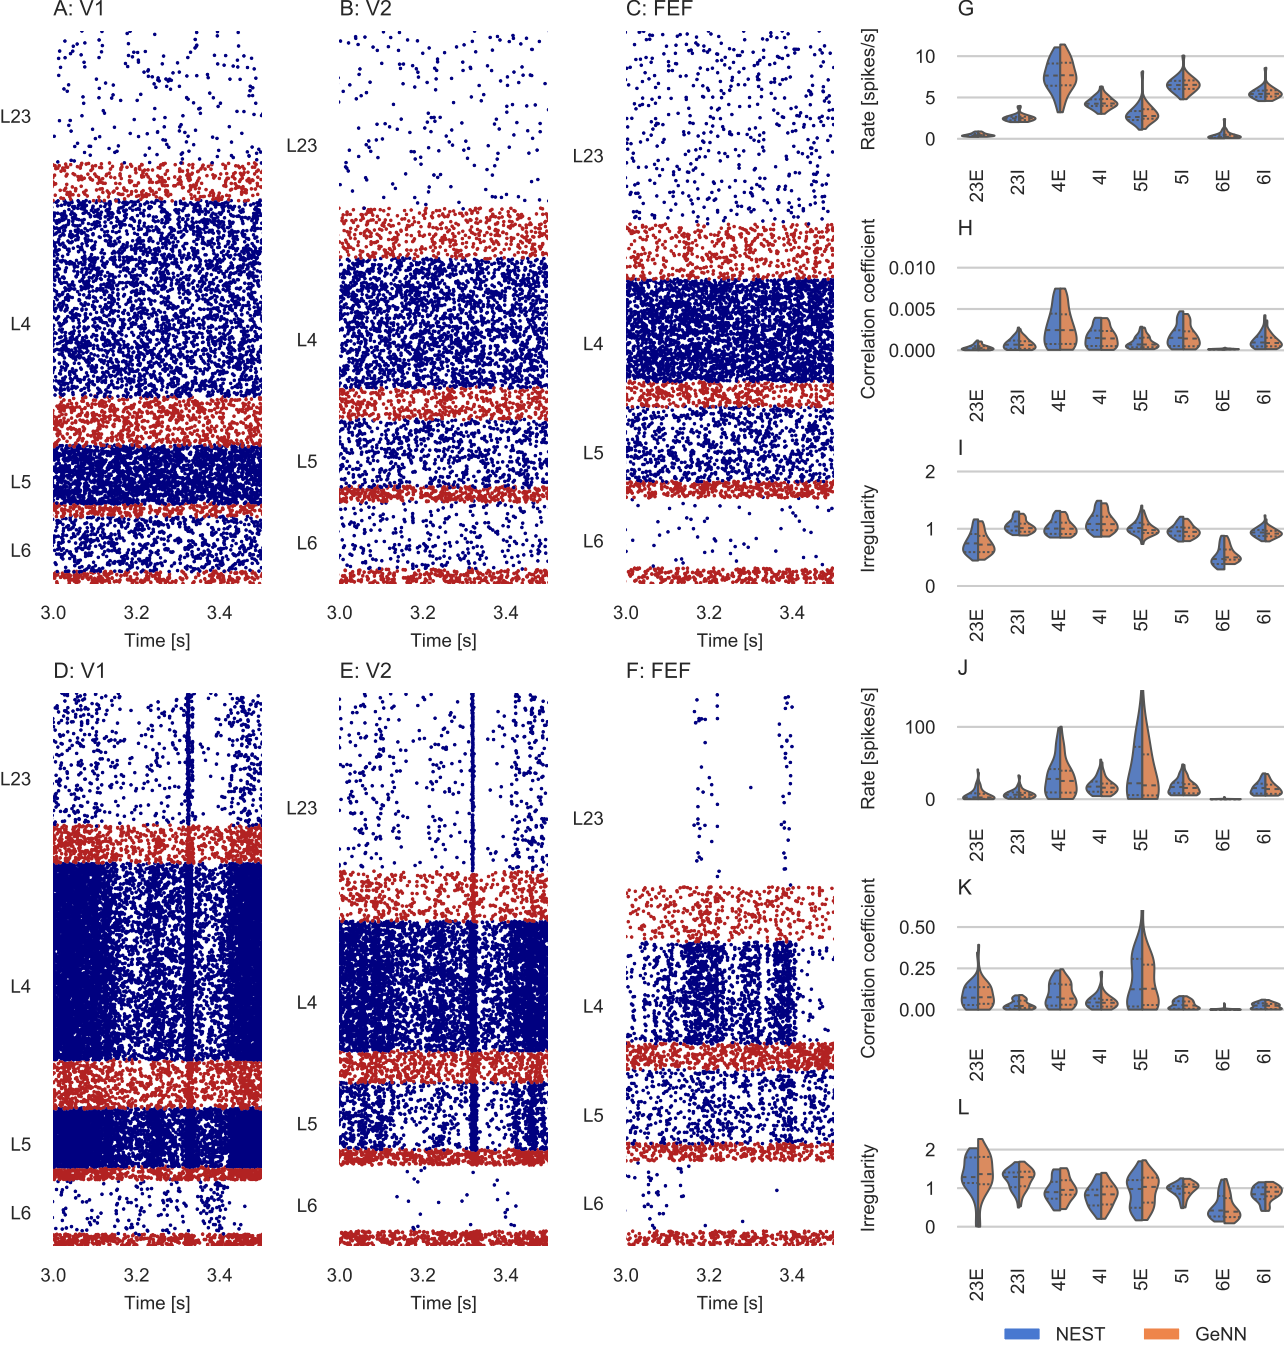 A: V1
L23
L4
L5
L6
3.0 3.2 3.4
Time [s]
B: V2
L23
L4
L5
L6
3.0 3.2 3.4
Time [s]
C: FEF
L23
L4
L5
L6
3.0 3.2 3.4
Time [s]
D: V1
L23
L4
L5
L6
3.0 3.2 3.4
Time [s]
E: V2
L23
L4
L5
L6
3.0 3.2 3.4
Time [s]
F: FEF
L23
L4
L5
L6
3.0 3.2 3.4
Time [s]
G
Rate [spikes/s]
10
5
0
23E 23I 4E 4I 5E 5I 6E 6I
H
Correlation coefficient
0.010
0.005
0.000
23E 23I 4E 4I 5E 5I 6E 6I
I
Irregularity
2
1
0
23E 23I 4E 4I 5E 5I 6E 6I
J
Rate [spikes/s]
100
0
23E 23I 4E 4I 5E 5I 6E 6I
K
Correlation coefficient
0.50
0.25
0.00
23E 23I 4E 4I 5E 5I 6E 6I
L
Irregularity
2
1
0
23E 23I 4E 4I 5E 5I 6E 6I
NEST GeNN